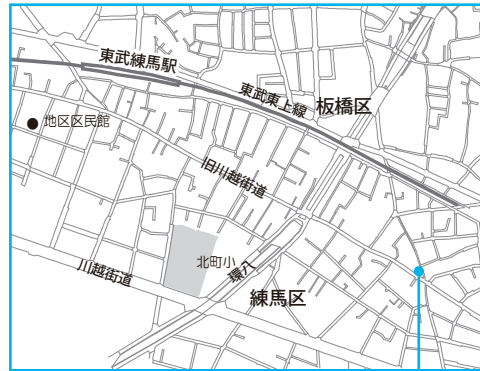 東武練馬駅
東武東上線
板橋区
地区区民館
旧川越街道
北町小
環八
川越街道
練馬区